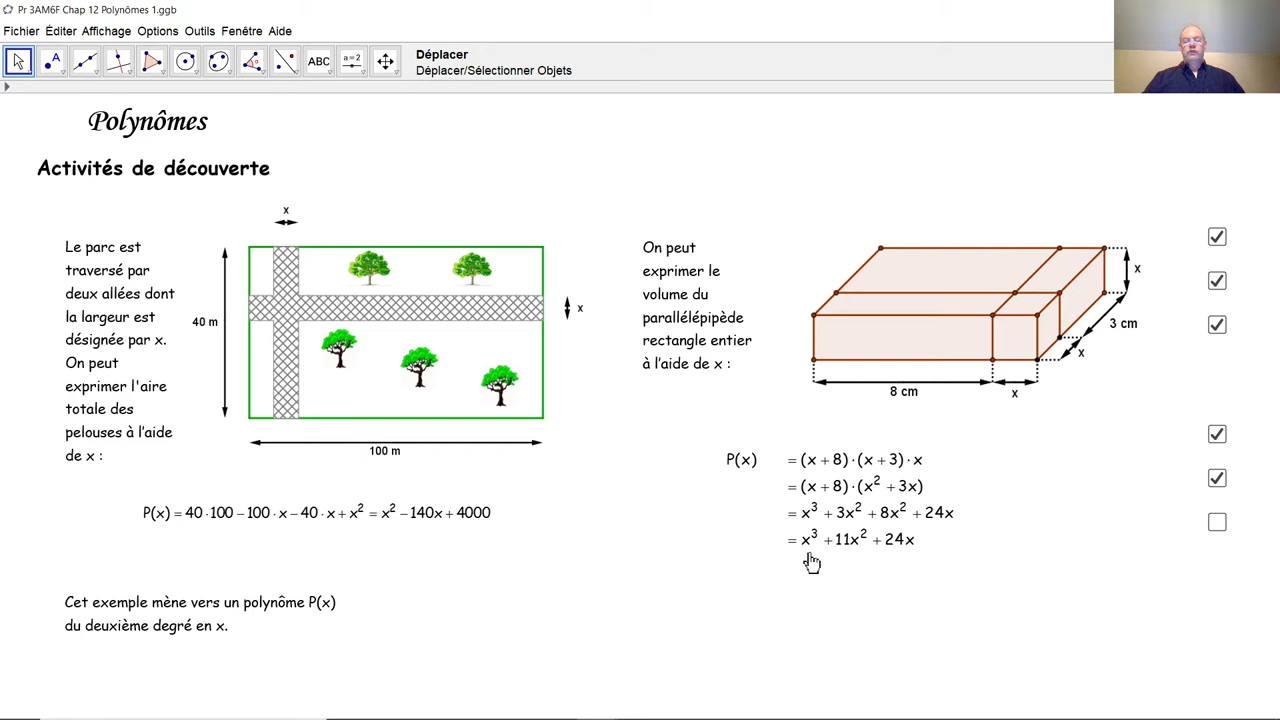 Pr 3AM6F Chap 12 Polynômes 1.ggb
Fichier Éditer Affichage Options Outils Fenêtre Aide
A
ABC
a=2
Déplacer
Déplacer/Sélectionner Objets
Polynômes
Activités de découverte
Le parc est
traversé par
deux allées dont
la largeur est
désignée par x.
On peut
exprimer l'aire
totale des
pelouses à l'aide
de x :
x
40 m
x
100 m
P(x) = 40·100 – 100·x – 40·x + x² = x² – 140x + 4000
Cet exemple mène vers un polynôme P(x)
du deuxième degré en x.
On peut
exprimer le
volume du
parallélépipède
rectangle entier
à l'aide de x :
x
3 cm
x
8 cm
x
P(x) = (x + 8)·(x + 3)·x
= (x + 8)·(x² + 3x)
= x³ + 3x² + 8x² + 24x
= x³ + 11x² + 24x